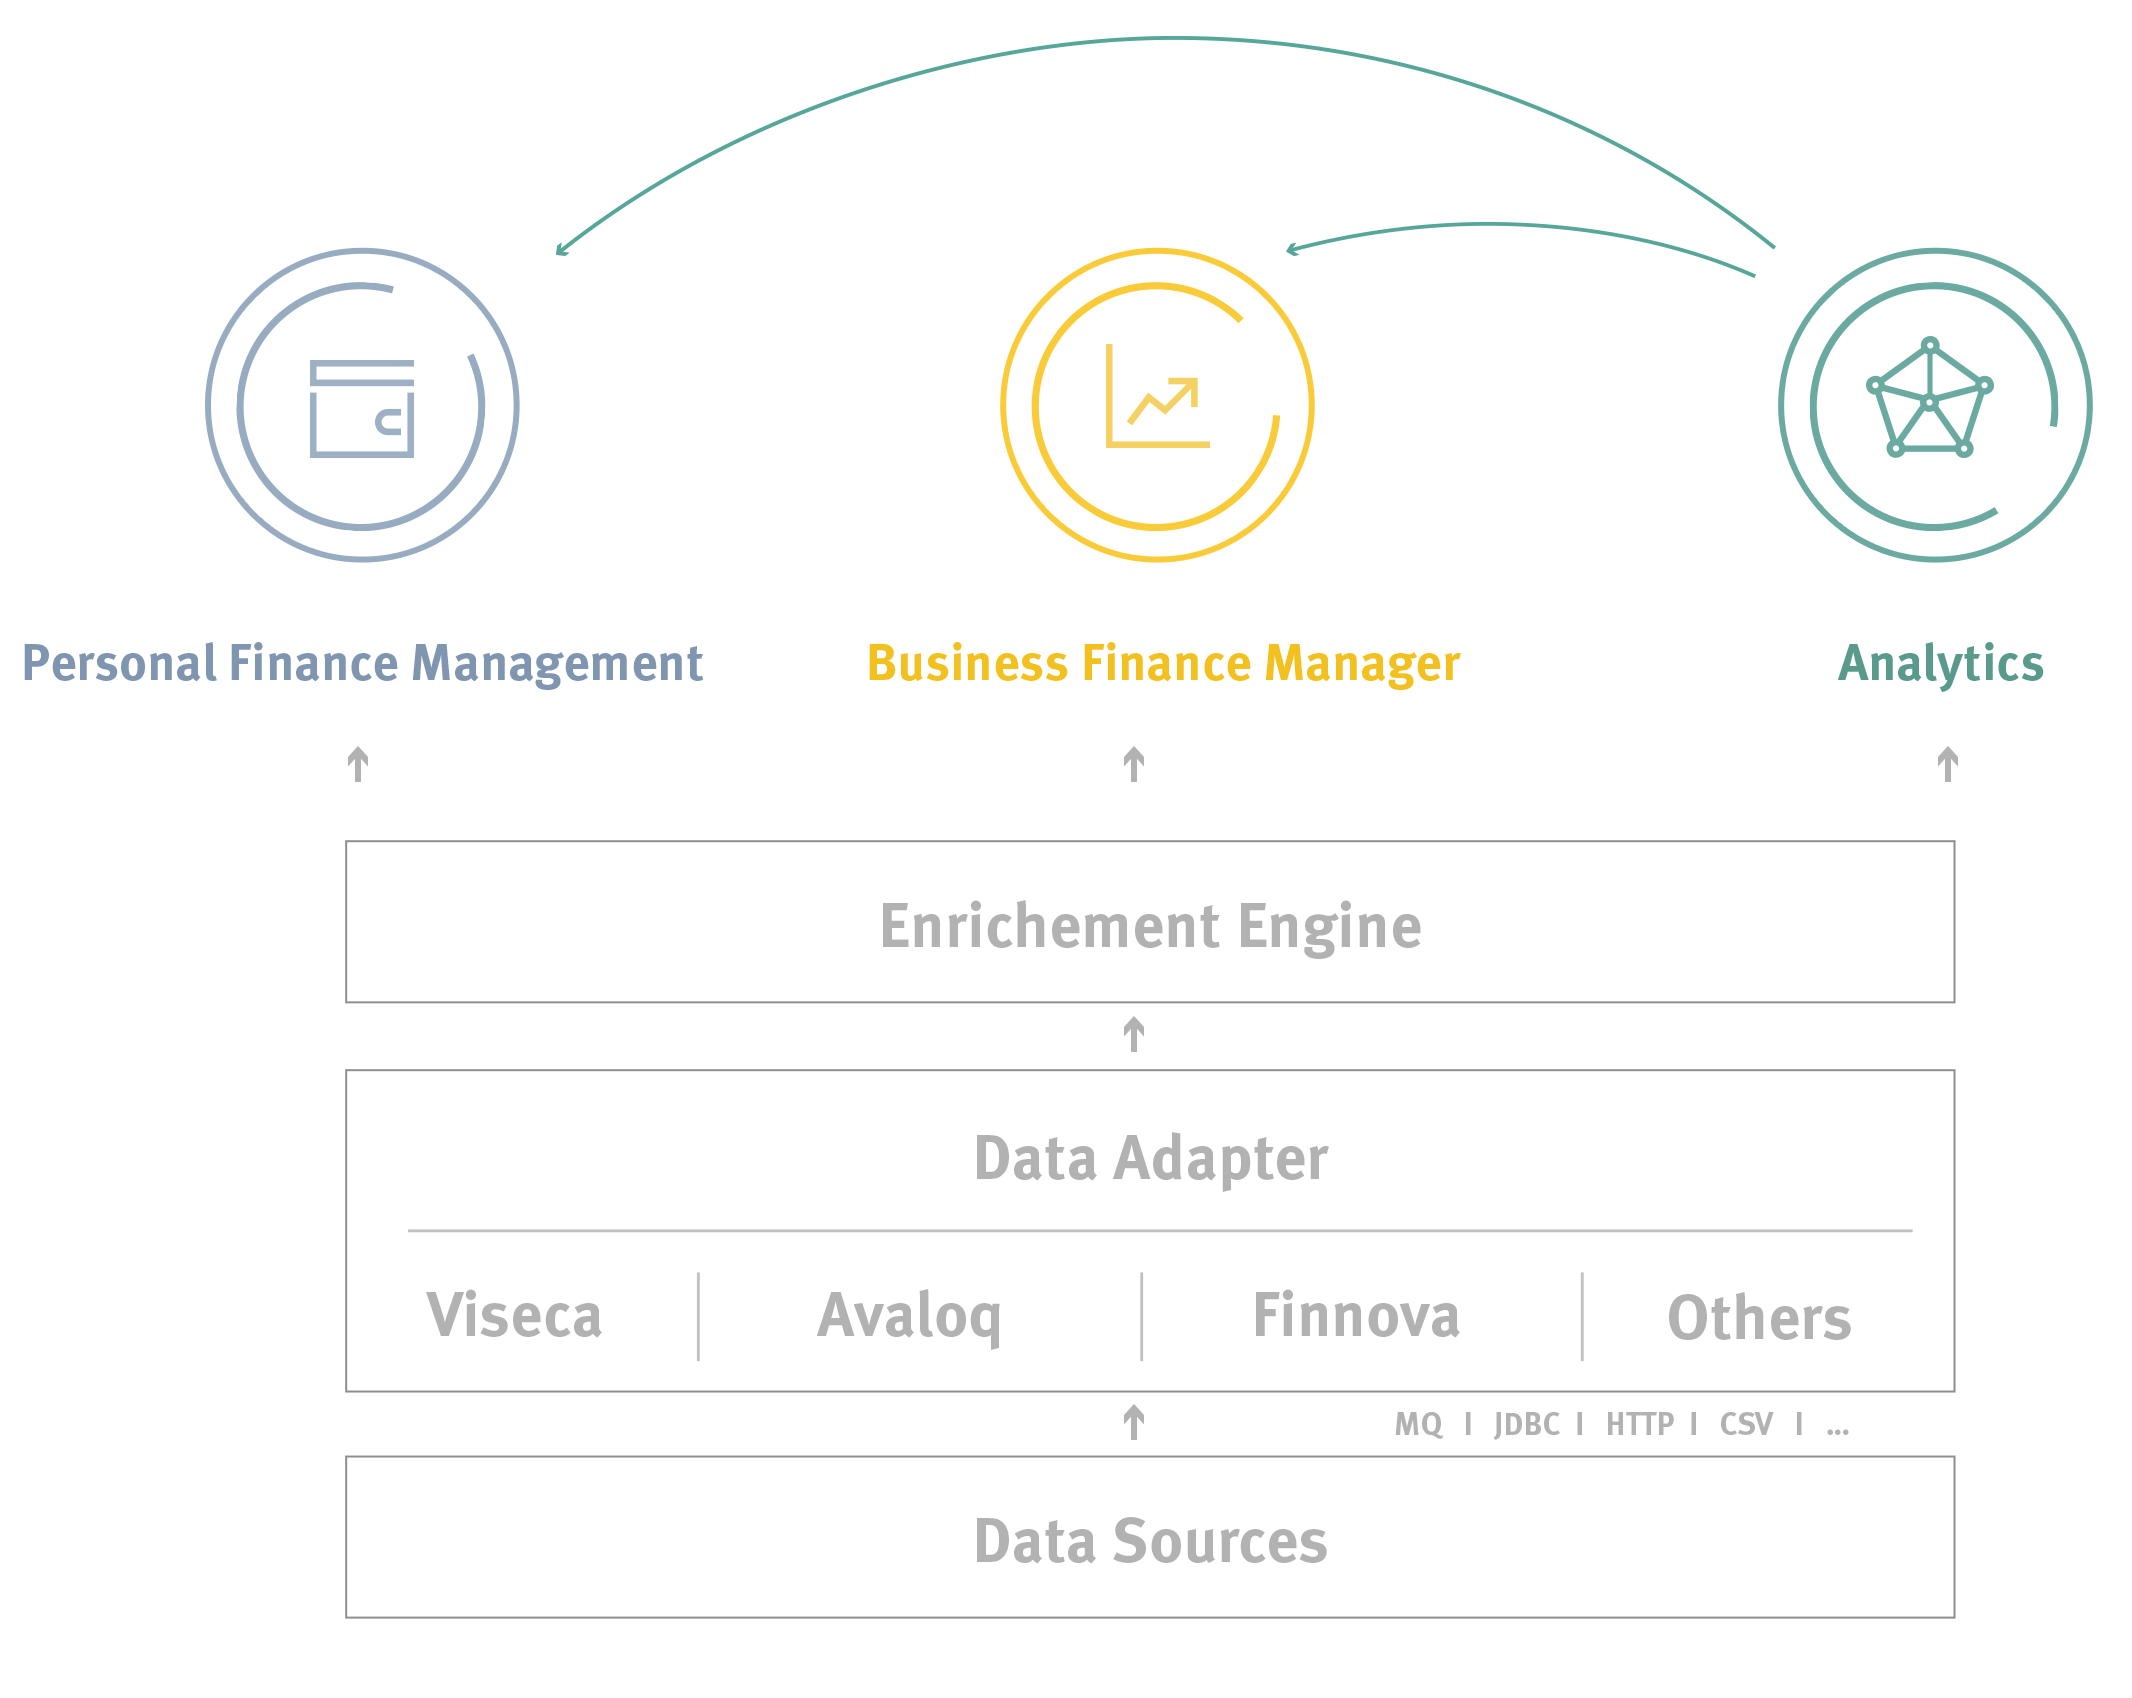 Personal Finance Management
Business Finance Manager
Analytics
Enrichement Engine
Data Adapter
Viseca | Avaloq | Finnova | Others
MQ | JDBC | HTTP | CSV | ...
Data Sources